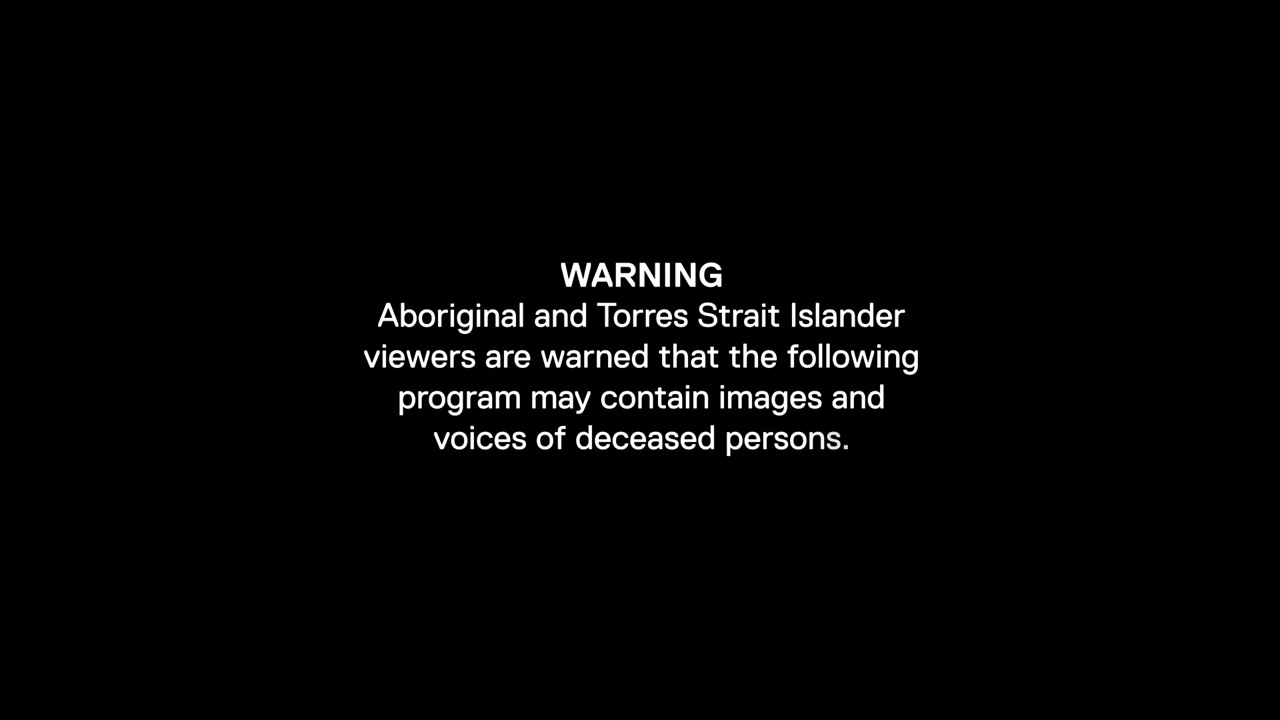 WARNING
Aboriginal and Torres Strait Islander
viewers are warned that the following
program may contain images and
voices of deceased persons.